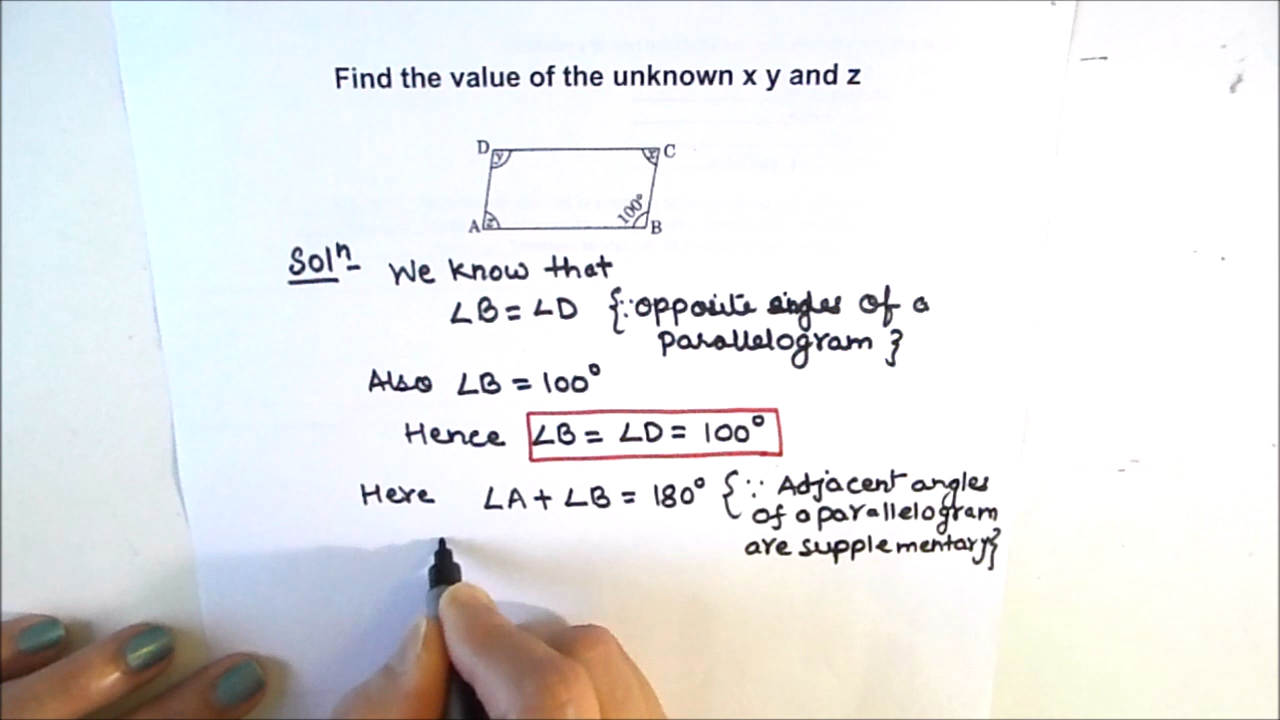 Find the value of the unknown x y and z
D y x C
A z 100° B
Solⁿ We know that
∠B = ∠D {∵ opposite angles of a
parallelogram }
Also ∠B = 100°
Hence ∠B = ∠D = 100°
Here ∠A + ∠B = 180° {∵ Adjacent angles
of a parallelogram
are supplementary}